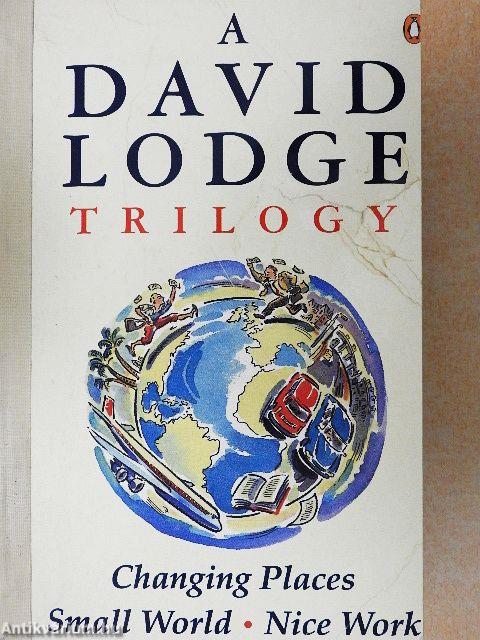 A
DAVID
LODGE
TRILOGY
Changing Places
Small World • Nice Work